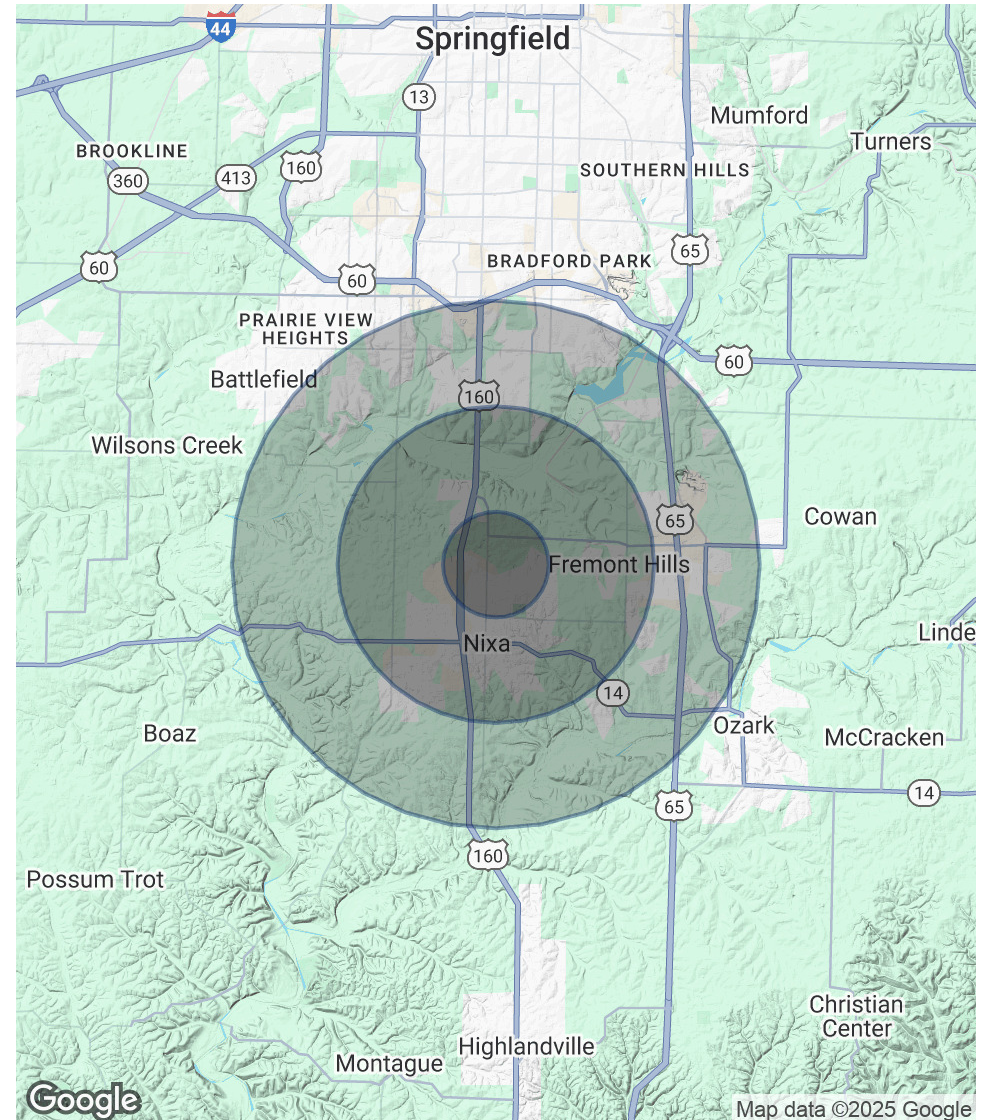 44
Springfield
13
Mumford
Turners
BROOKLINE
160
413
360
SOUTHERN HILLS
65
BRADFORD PARK
60
60
PRAIRIE VIEW
HEIGHTS
60
Battlefield
160
Wilsons Creek
65
Cowan
Fremont Hills
Linde
Nixa
14
Ozark
Boaz
McCracken
14
65
160
Possum Trot
Christian
Center
Highlandville
Montague
Google
Map data ©2025 Google